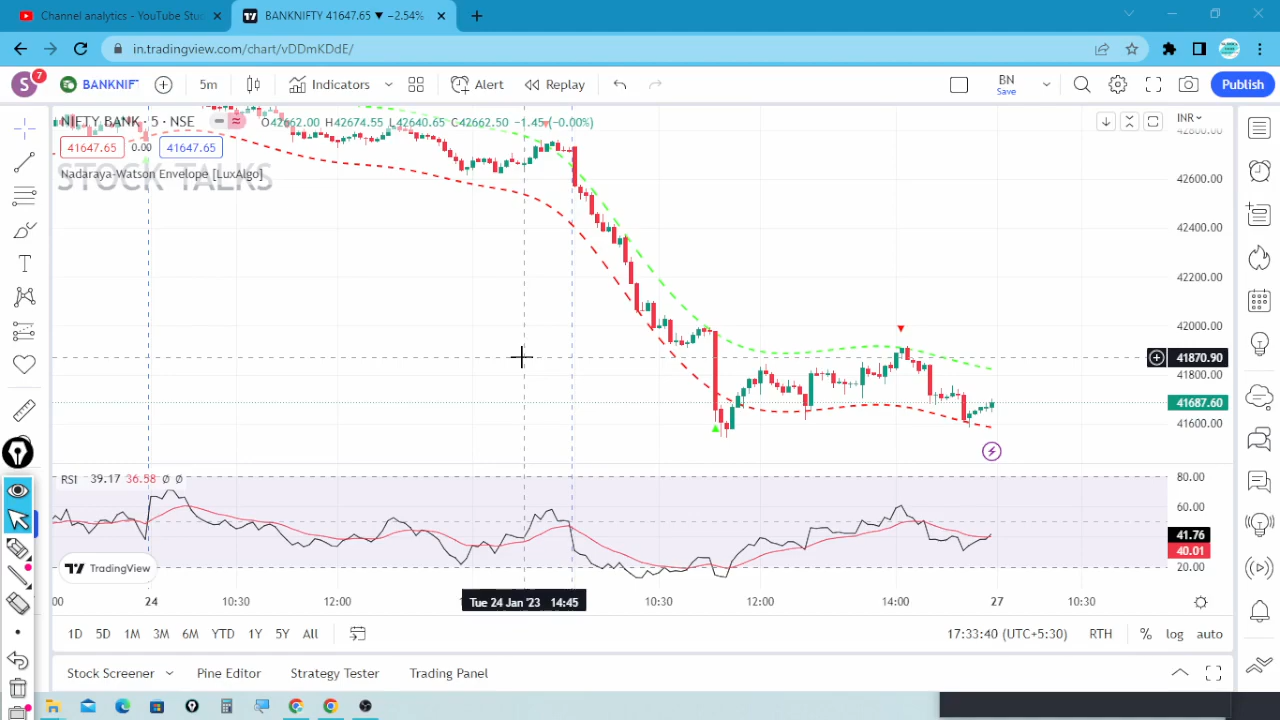 Channel analytics - YouTube Stu
BANKNIFTY 41647.65 ▼ −2.54%
in.tradingview.com/chart/vDDmKDdE/
S
7
BANKNIF
5m
Indicators
Alert
Replay
BN
Save
Publish
NIFTY BANK · 5 · NSE
O42662.00 H42674.55 L42640.65 C42662.50 −1.45 (−0.00%)
INR
41647.65
0.00
41647.65
Nadaraya-Watson Envelope [LuxAlgo]
STOCK TALKS
42800.00
42600.00
42400.00
42200.00
42000.00
41870.90
41800.00
41687.60
41600.00
RSI 39.17 36.58 Ø Ø
80.00
60.00
41.76
40.01
20.00
TradingView
:00
24
10:30
12:00
Tue 24 Jan '23 14:45
10:30
12:00
14:00
27
10:30
1D 5D 1M 3M 6M YTD 1Y 5Y All
17:33:40 (UTC+5:30)
RTH
%
log
auto
Stock Screener
Pine Editor
Strategy Tester
Trading Panel